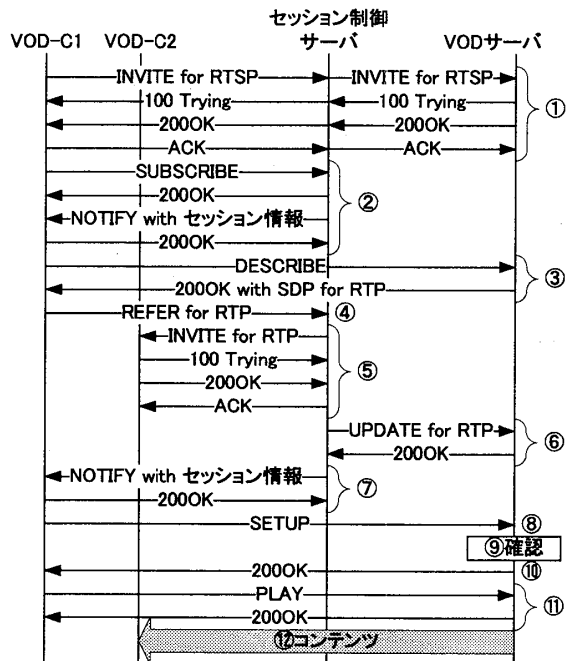 セッション制御
VOD-C1 VOD-C2 サーバ VODサーバ
INVITE for RTSP INVITE for RTSP
100 Trying 100 Trying
200OK 200OK ①
ACK ACK
SUBSCRIBE
200OK ②
NOTIFY with セッション情報
200OK
DESCRIBE
200OK with SDP for RTP ③
REFER for RTP ④
INVITE for RTP
100 Trying ⑤
200OK
ACK
UPDATE for RTP ⑥
200OK
NOTIFY with セッション情報 ⑦
200OK
SETUP ⑧
⑨確認
200OK ⑩
PLAY ⑪
200OK
⑫コンテンツ